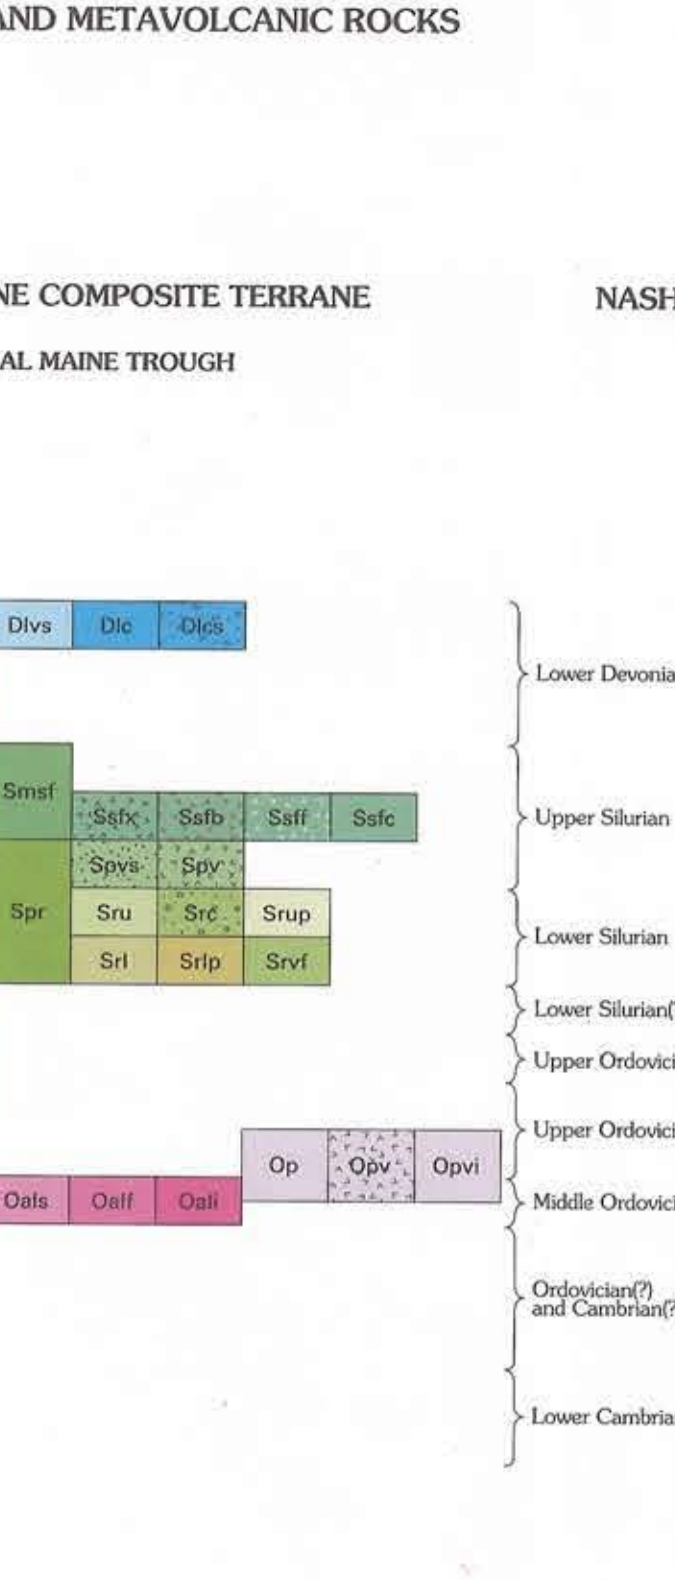 AND METAVOLCANIC ROCKS
NE COMPOSITE TERRANE
NASH
AL MAINE TROUGH
Dlvs Dlc Dlcs
Lower Devonia
Smsf
Ssfx Ssfb Ssff Ssfc
Upper Silurian
Spvs Spv
Spr
Sru Src Srup
Lower Silurian
Srl Srlp Srvf
Lower Silurian(?
Upper Ordovici
Upper Ordovici
Op Opv Opvi
Oals Oalf Oali
Middle Ordovici
Ordovician(?)
and Cambrian(?
Lower Cambria